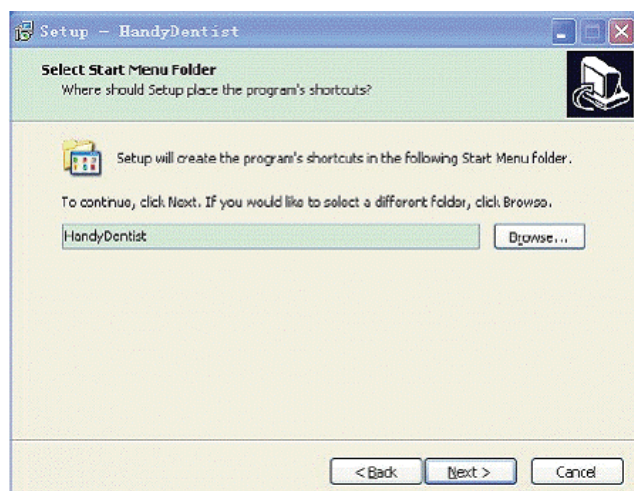 Setup - HandyDentist
Select Start Menu Folder
Where should Setup place the program's shortcuts?
Setup will create the program's shortcuts in the following Start Menu folder.
To continue, click Next. If you would like to select a different folder, click Browse.
HandyDentist
Browse...
< Back
Next >
Cancel